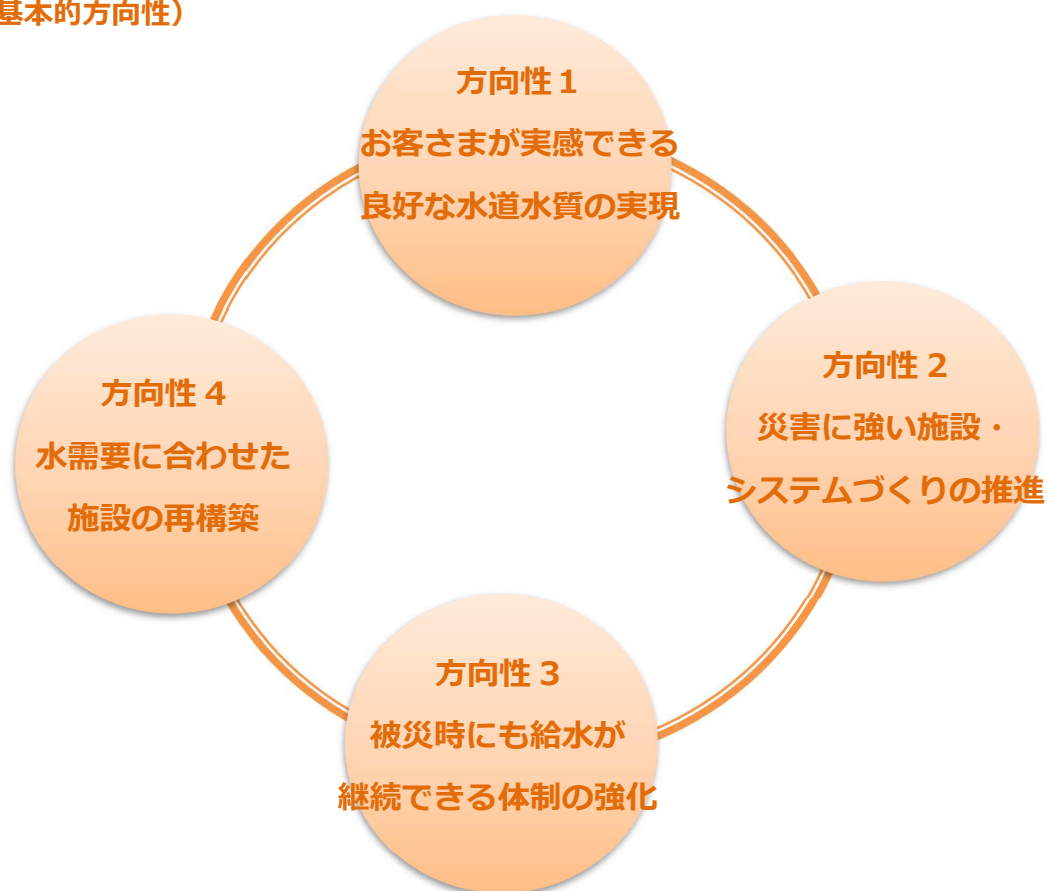 基本的方向性）
方向性１
お客さまが実感できる
良好な水道水質の実現
方向性２
災害に強い施設・
システムづくりの推進
方向性３
被災時にも給水が
継続できる体制の強化
方向性４
水需要に合わせた
施設の再構築